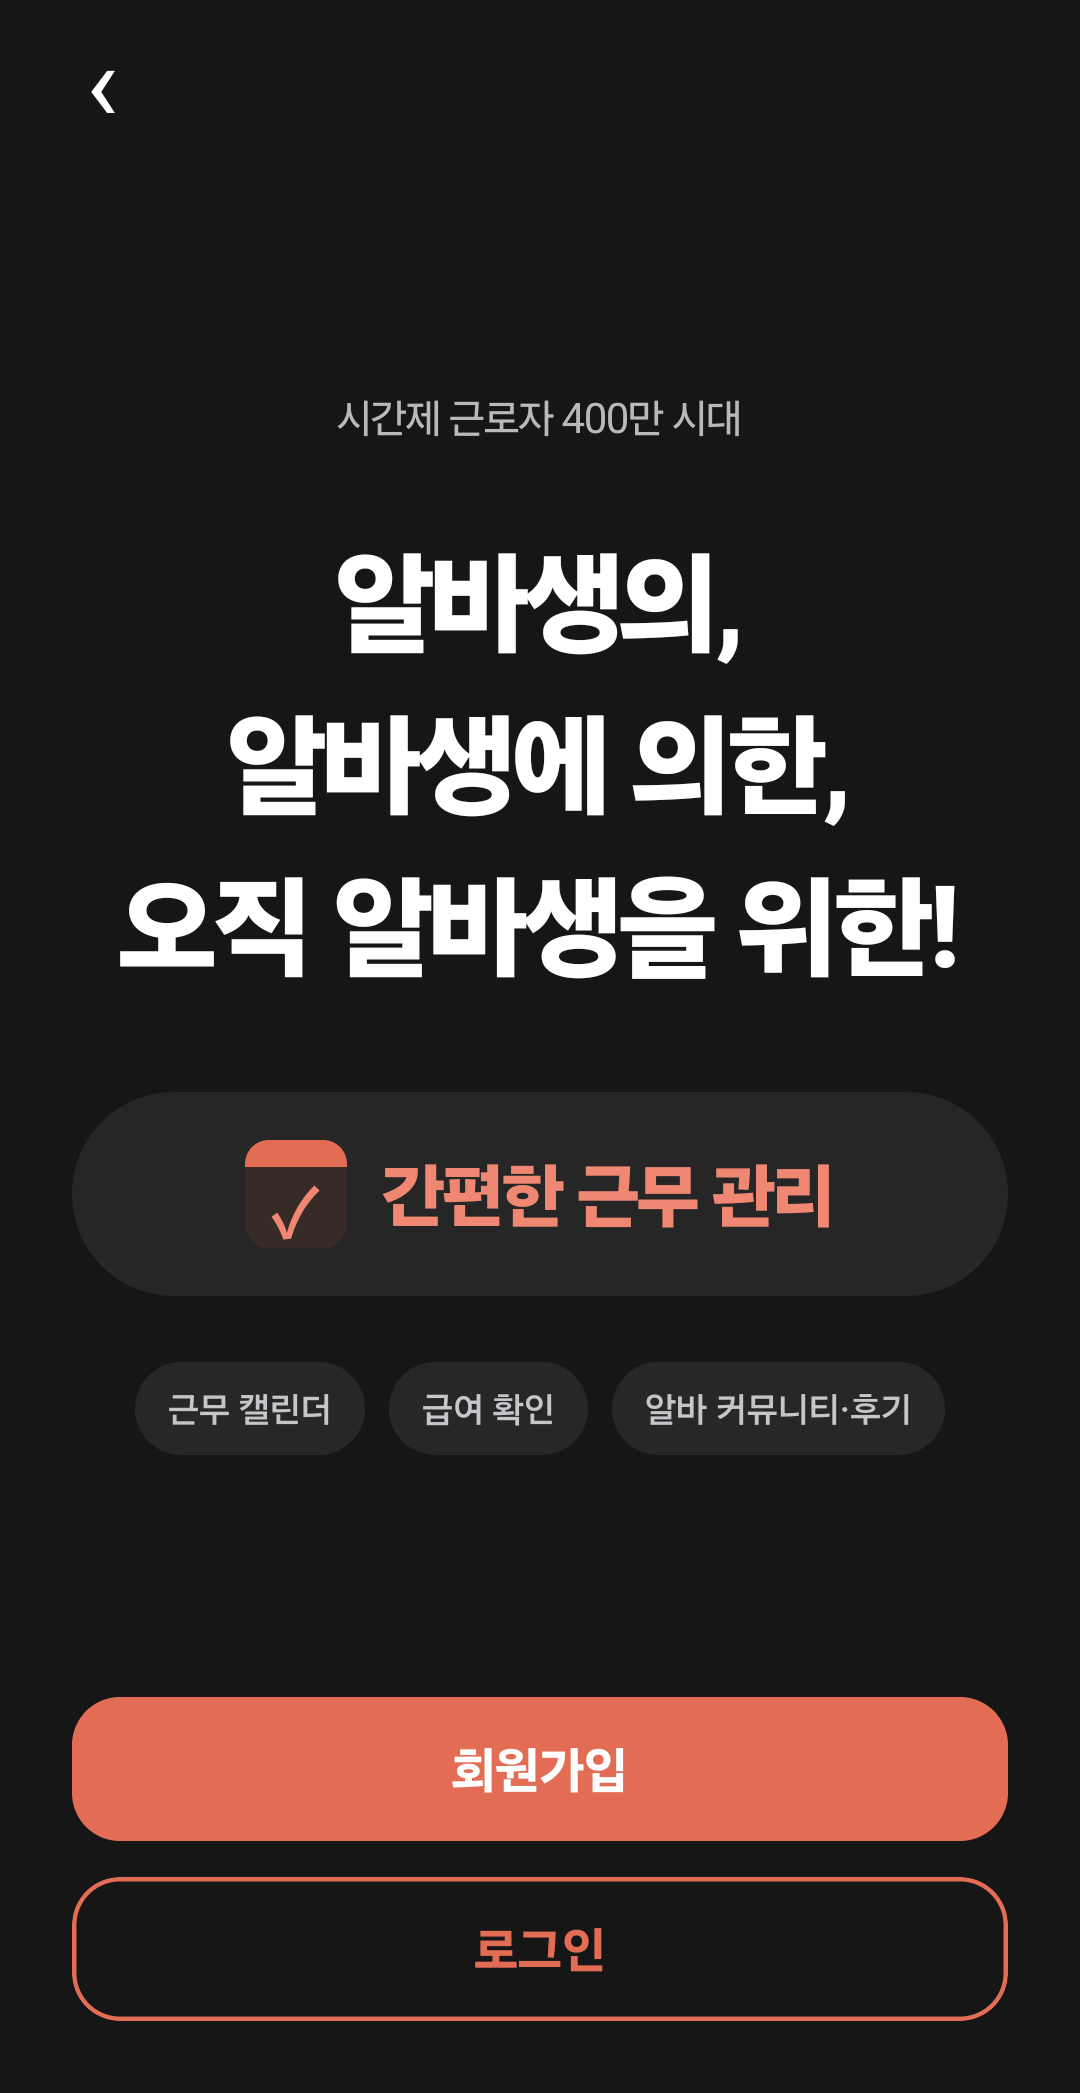 시간제 근로자 400만 시대
알바생의,
알바생에 의한,
오직 알바생을 위한!
간편한 근무 관리
근무 캘린더
급여 확인
알바 커뮤니티·후기
회원가입
로그인